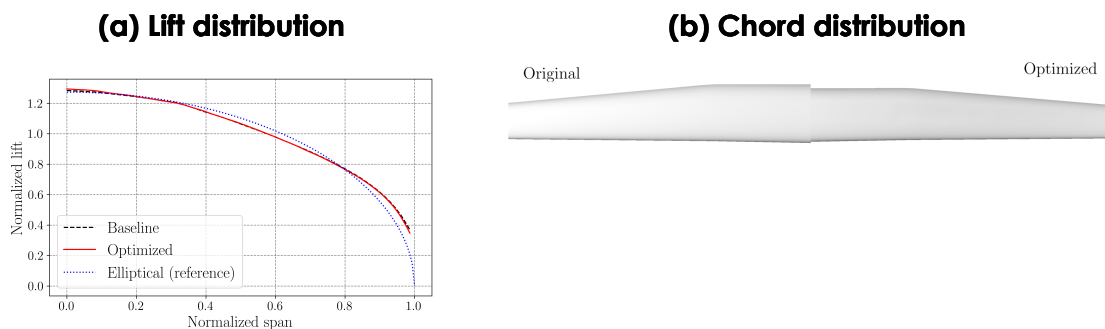 (a) Lift distribution
(b) Chord distribution
Normalized lift
1.2
1.0
0.8
0.6
0.4
0.2
0.0
Baseline
Optimized
Elliptical (reference)
0.0 0.2 0.4 0.6 0.8 1.0
Normalized span
Original
Optimized